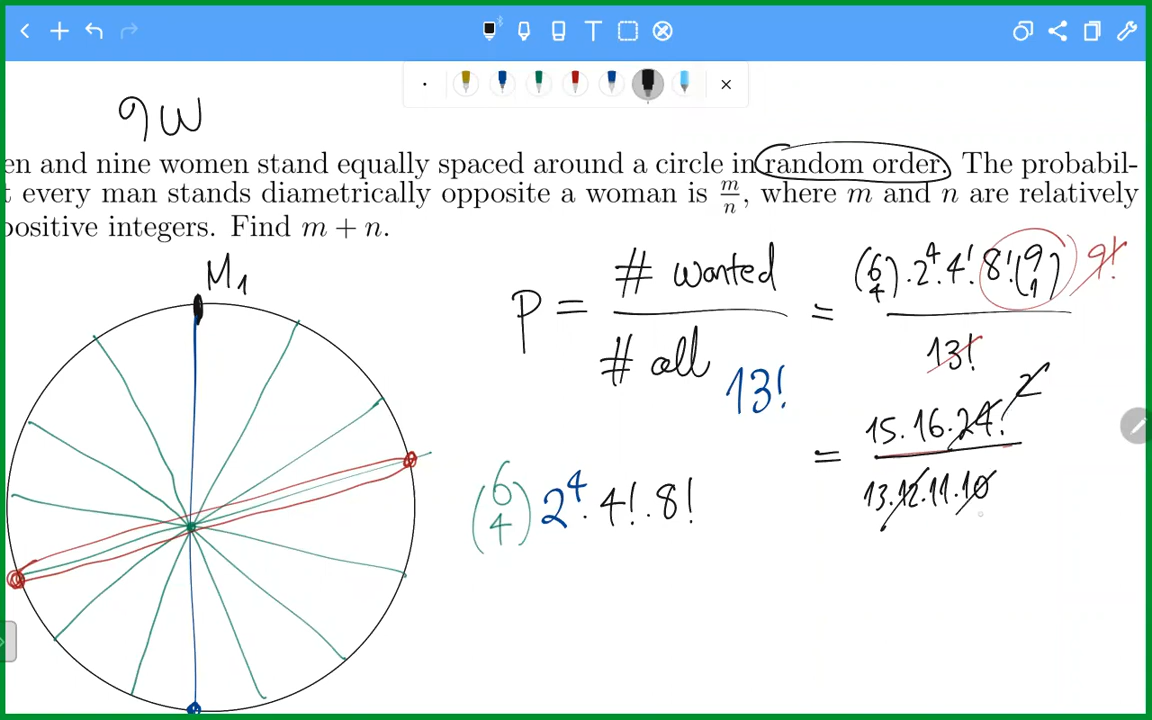 9W
en and nine women stand equally spaced around a circle in random order. The probabil-
t every man stands diametrically opposite a woman is m/n, where m and n are relatively
positive integers. Find m + n.
M1
P = # wanted / # all = (6 4) . 2^4 . 4! 8! (9 1) 9! / 13!
13!
= 15 . 16 . 24 . 2 / 13 . 12 . 11 . 10
(6 4) 2^4 . 4! . 8!